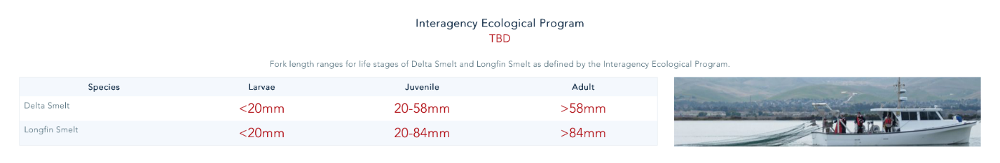 Interagency Ecological Program
TBD
Fork length ranges for life stages of Delta Smelt and Longfin Smelt as defined by the Interagency Ecological Program.
Species Larvae Juvenile Adult
Delta Smelt <20mm 20-58mm >58mm
Longfin Smelt <20mm 20-84mm >84mm